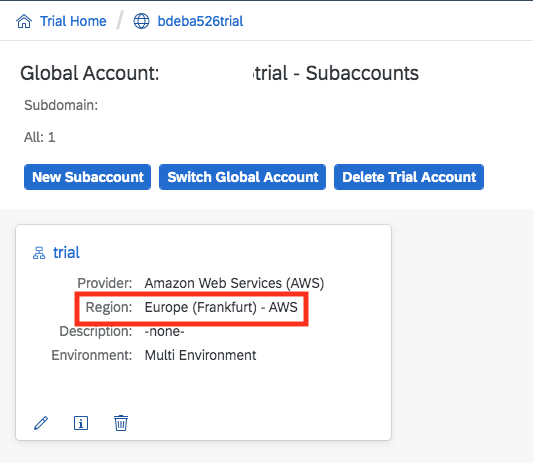 Trial Home / bdeba526trial
Global Account: trial - Subaccounts
Subdomain:
All: 1
New Subaccount Switch Global Account Delete Trial Account
trial
Provider: Amazon Web Services (AWS)
Region: Europe (Frankfurt) - AWS
Description: -none-
Environment: Multi Environment